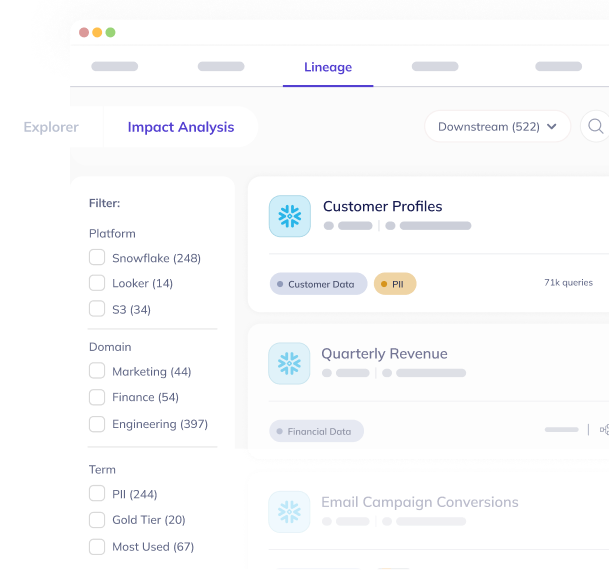 Lineage
Explorer
Impact Analysis
Downstream (522)
Filter:
Platform
Snowflake (248)
Looker (14)
S3 (34)
Domain
Marketing (44)
Finance (54)
Engineering (397)
Term
PII (244)
Gold Tier (20)
Most Used (67)
Customer Profiles
Customer Data
PII
71k queries
Quarterly Revenue
Financial Data
Email Campaign Conversions